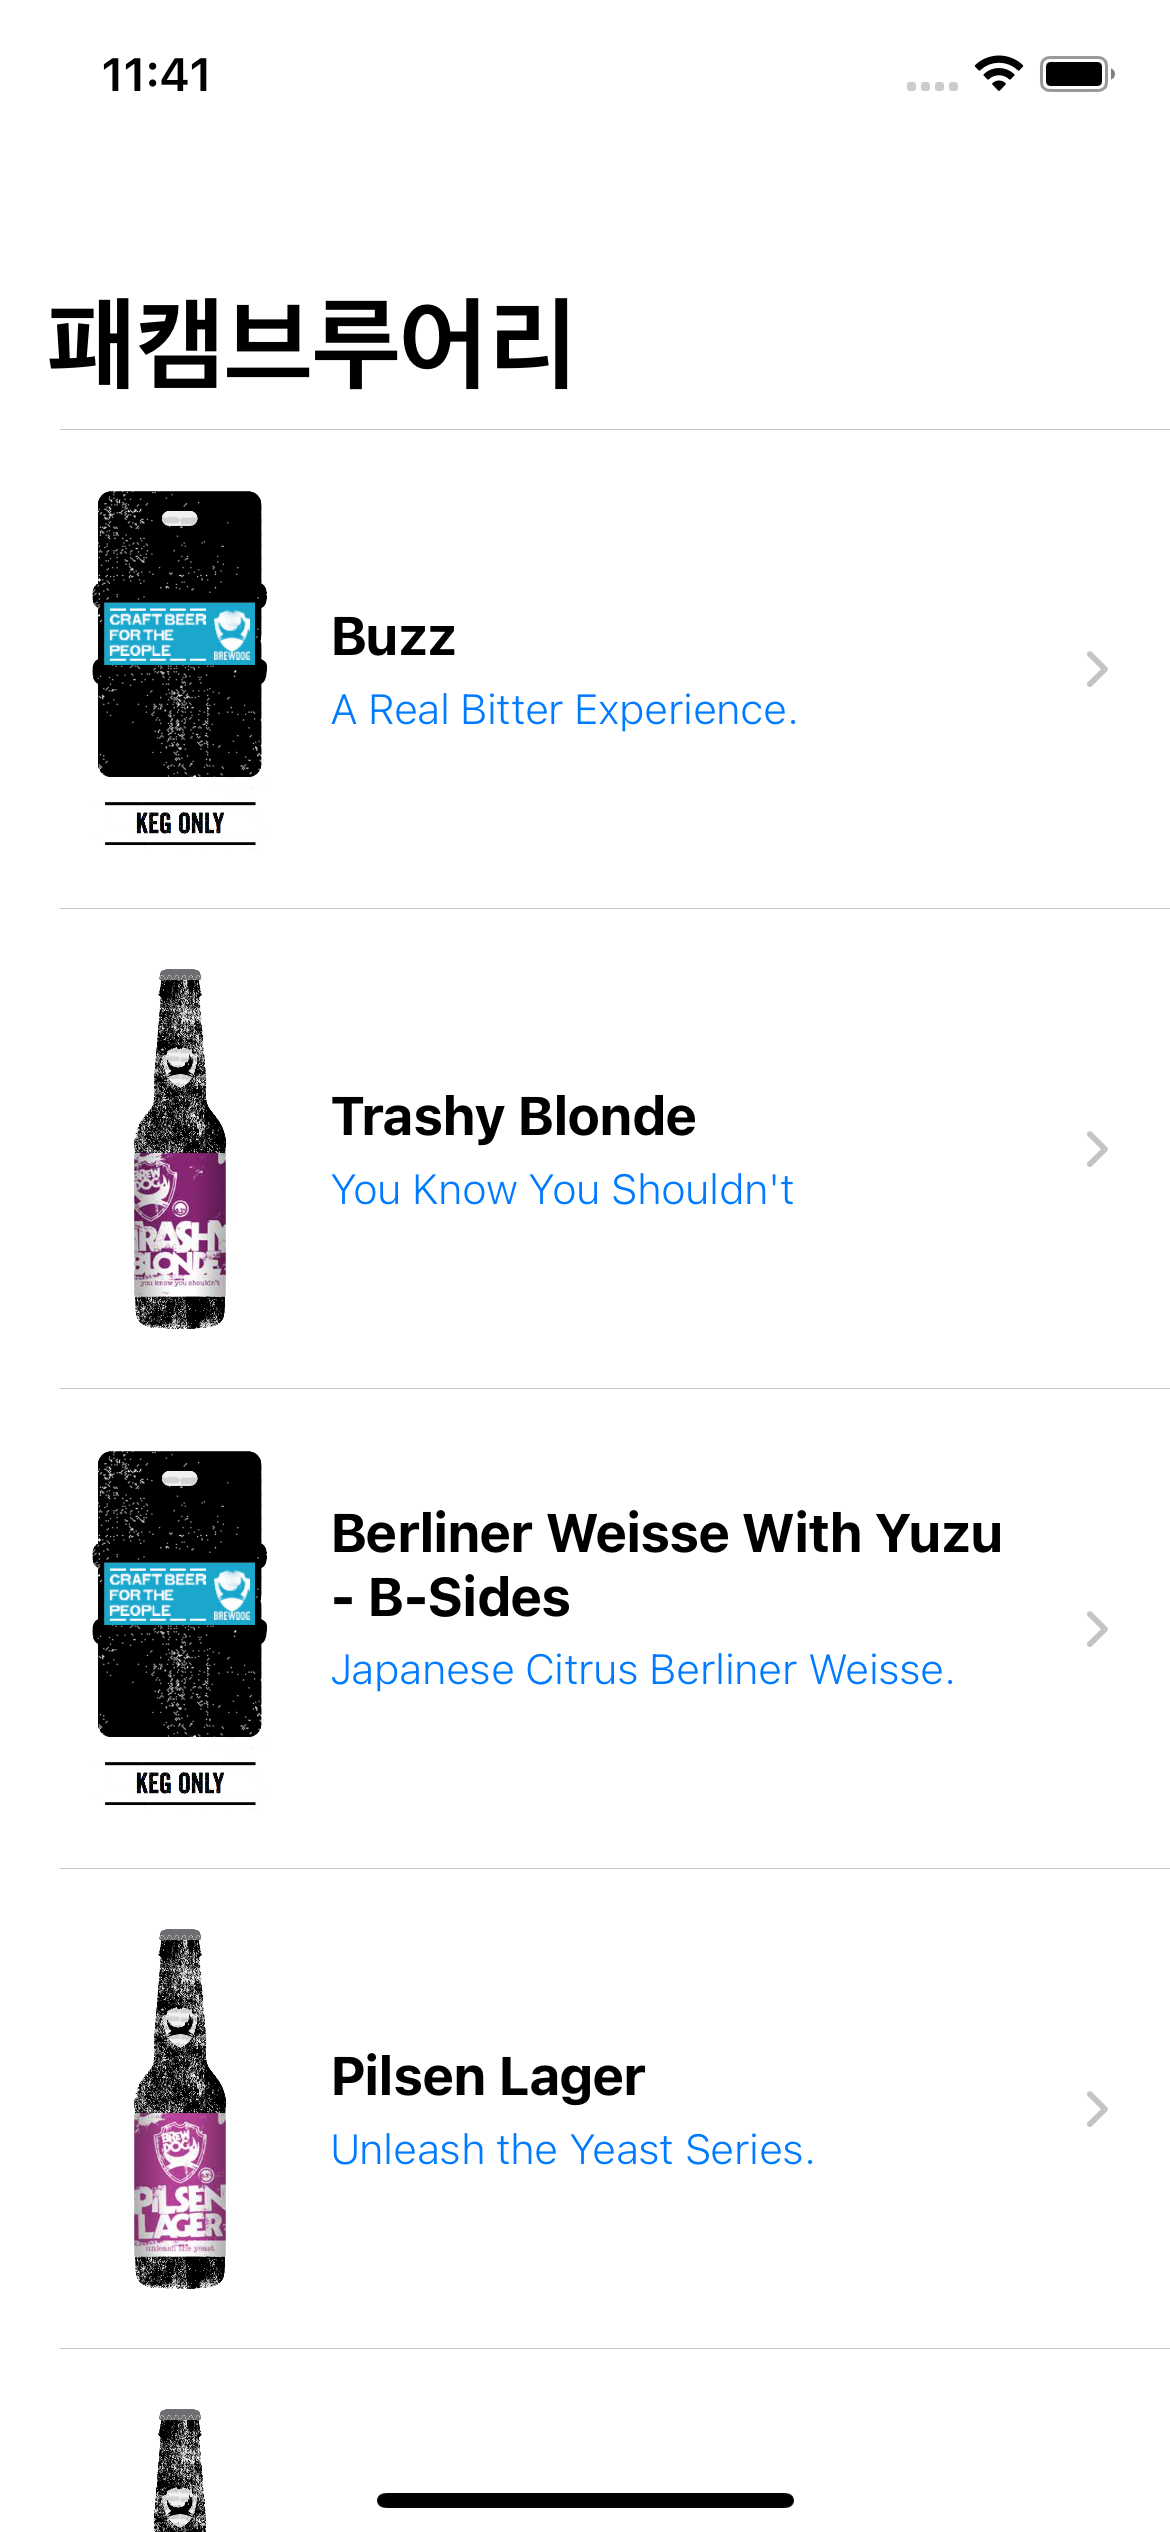 11:41
패캠브루어리
CRAFT BEER
FOR THE
PEOPLE
BREWDOG
KEG ONLY
Buzz
A Real Bitter Experience.
BREW
DOG
TRASHY
BLONDE
you know you shouldn't
Trashy Blonde
You Know You Shouldn't
CRAFT BEER
FOR THE
PEOPLE
BREWDOG
KEG ONLY
Berliner Weisse With Yuzu
- B-Sides
Japanese Citrus Berliner Weisse.
BREW
DOG
PILSEN
LAGER
unleash the yeast
Pilsen Lager
Unleash the Yeast Series.